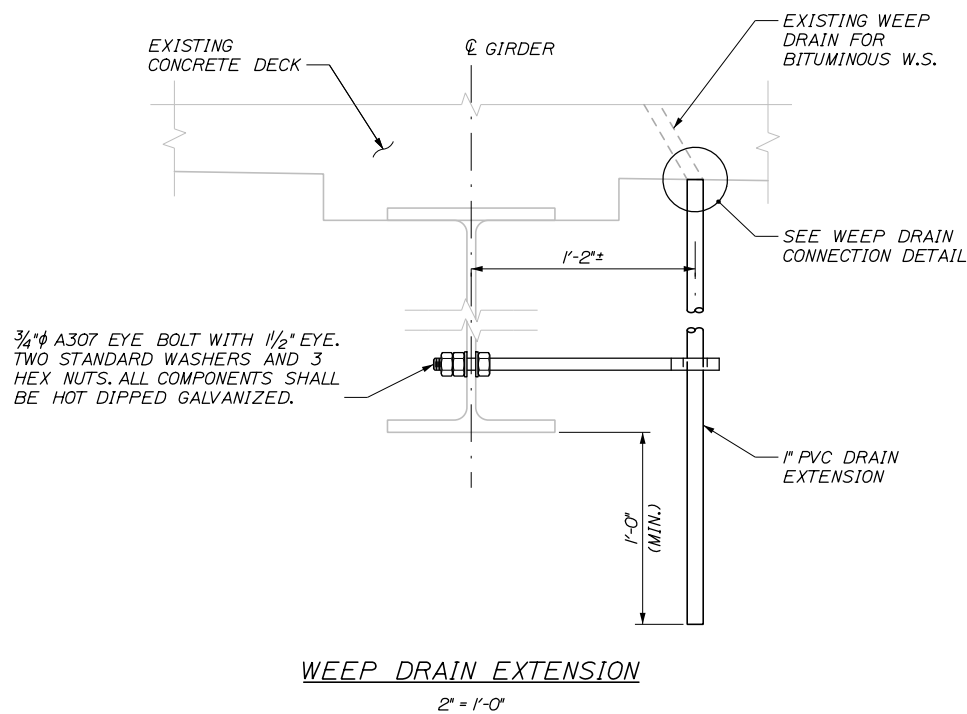 EXISTING
CONCRETE DECK
℄ GIRDER
EXISTING WEEP
DRAIN FOR
BITUMINOUS W.S.
SEE WEEP DRAIN
CONNECTION DETAIL
1'-2"±
3/4"ϕ A307 EYE BOLT WITH 1 1/2" EYE.
TWO STANDARD WASHERS AND 3
HEX NUTS. ALL COMPONENTS SHALL
BE HOT DIPPED GALVANIZED.
1" PVC DRAIN
EXTENSION
1'-0"
(MIN.)
WEEP DRAIN EXTENSION
2" = 1'-0"